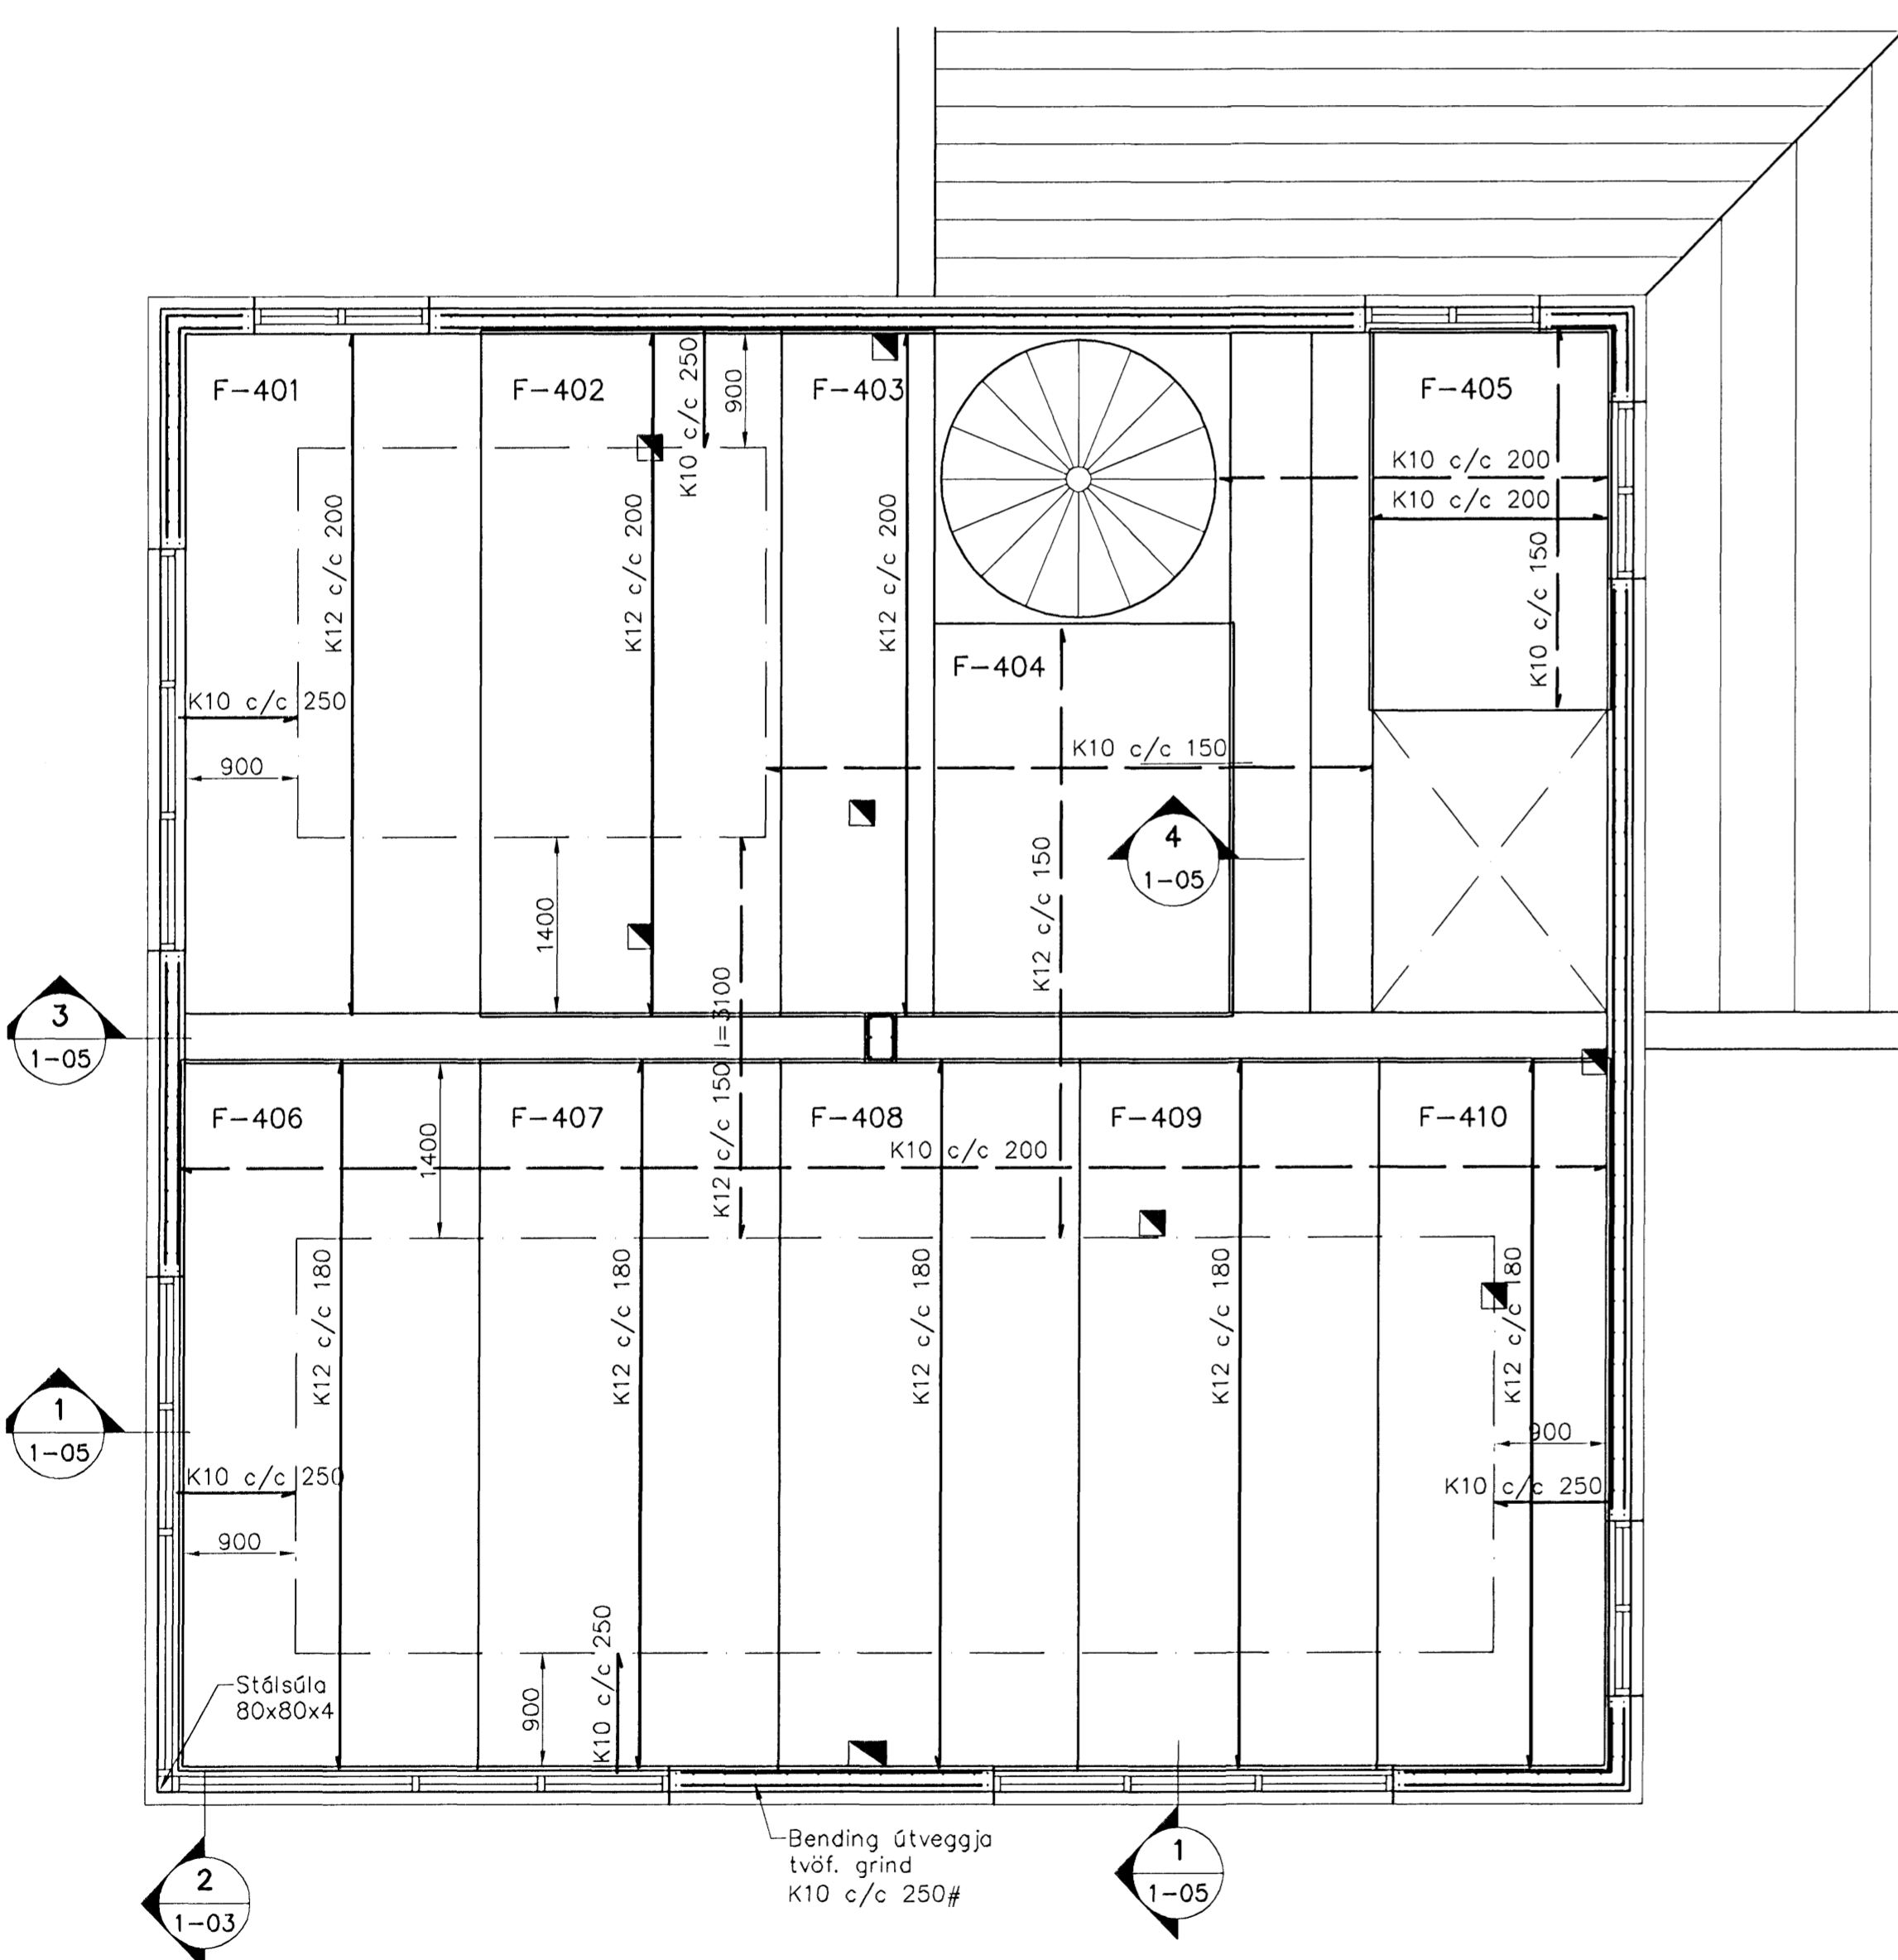 F-401
F-402
F-403
F-405
K10 c/c 250
900
K10 c/c 200
K10 c/c 200
K12 c/c 200
K12 c/c 200
K12 c/c 200
K10 c/c 150
F-404
K10 c/c 250
900
K10 c/c 150
1400
K12 c/c 150
4
1-05
3
1-05
K12 c/c 150 l=3100
F-406
F-407
F-408
F-409
F-410
1400
K10 c/c 200
K12 c/c 180
K12 c/c 180
K12 c/c 180
K12 c/c 180
K12 c/c 180
1
1-05
900
K10 c/c 250
K10 c/c 250
900
K10 c/c 250
900
Stálsúla
80x80x4
Bending útveggja
tvöf. grind
K10 c/c 250#
2
1-03
1
1-05